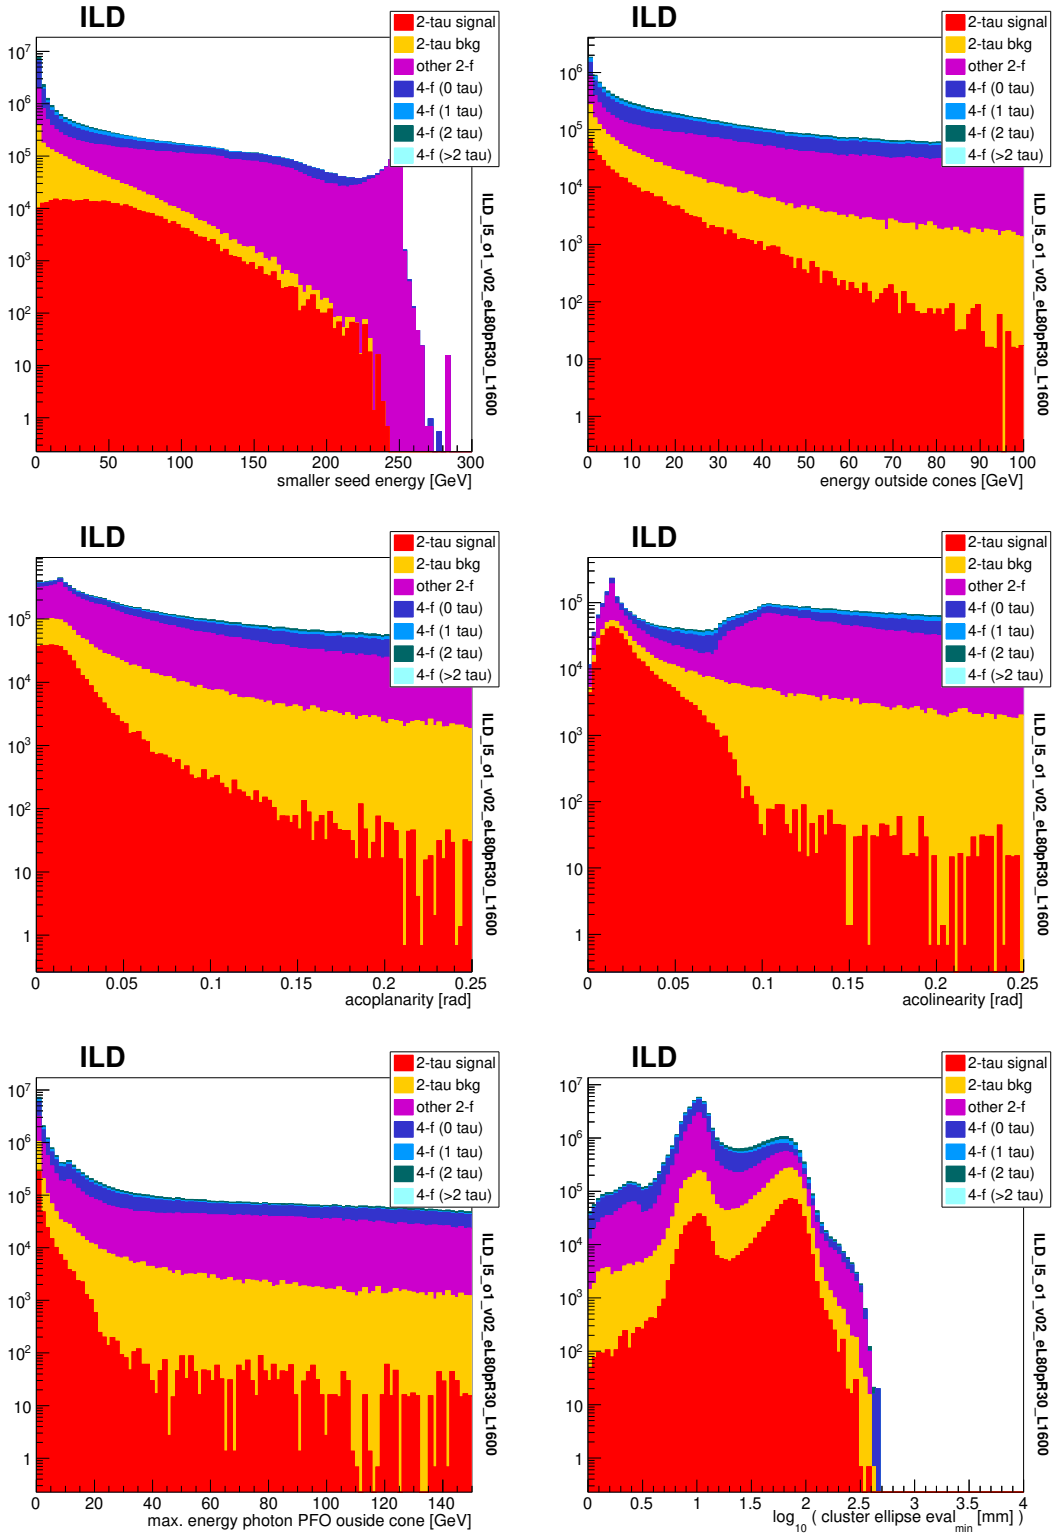 ILD
2-tau signal
2-tau bkg
other 2-f
4-f (0 tau)
4-f (1 tau)
4-f (2 tau)
4-f (>2 tau)
10^7
10^6
10^5
10^4
10^3
10^2
10
1
0 50 100 150 200 250 300
smaller seed energy [GeV]
ILD_l5_o1_v02_eL80pR30_L1600
ILD
2-tau signal
2-tau bkg
other 2-f
4-f (0 tau)
4-f (1 tau)
4-f (2 tau)
4-f (>2 tau)
10^6
10^5
10^4
10^3
10^2
10
1
0 10 20 30 40 50 60 70 80 90 100
energy outside cones [GeV]
ILD_l5_o1_v02_eL80pR30_L1600
ILD
2-tau signal
2-tau bkg
other 2-f
4-f (0 tau)
4-f (1 tau)
4-f (2 tau)
4-f (>2 tau)
10^5
10^4
10^3
10^2
10
1
0 0.05 0.1 0.15 0.2 0.25
acoplanarity [rad]
ILD_l5_o1_v02_eL80pR30_L1600
ILD
2-tau signal
2-tau bkg
other 2-f
4-f (0 tau)
4-f (1 tau)
4-f (2 tau)
4-f (>2 tau)
10^5
10^4
10^3
10^2
10
1
0 0.05 0.1 0.15 0.2 0.25
acolinearity [rad]
ILD_l5_o1_v02_eL80pR30_L1600
ILD
2-tau signal
2-tau bkg
other 2-f
4-f (0 tau)
4-f (1 tau)
4-f (2 tau)
4-f (>2 tau)
10^7
10^6
10^5
10^4
10^3
10^2
10
1
0 20 40 60 80 100 120 140
max. energy photon PFO ouside cone [GeV]
ILD_l5_o1_v02_eL80pR30_L1600
ILD
2-tau signal
2-tau bkg
other 2-f
4-f (0 tau)
4-f (1 tau)
4-f (2 tau)
4-f (>2 tau)
10^7
10^6
10^5
10^4
10^3
10^2
10
1
0 0.5 1 1.5 2 2.5 3 3.5 4
log_10 ( cluster ellipse eval_min [mm] )
ILD_l5_o1_v02_eL80pR30_L1600